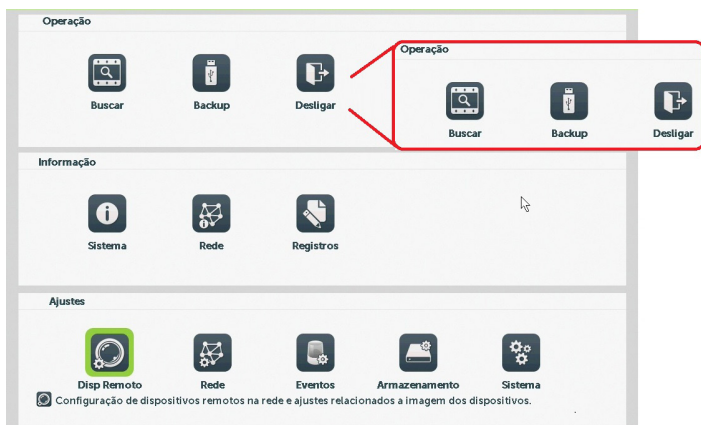 Operação
Buscar Backup Desligar
Operação
Buscar Backup Desligar
Informação
Sistema Rede Registros
Ajustes
Disp Remoto Rede Eventos Armazenamento Sistema
Configuração de dispositivos remotos na rede e ajustes relacionados a imagem dos dispositivos.